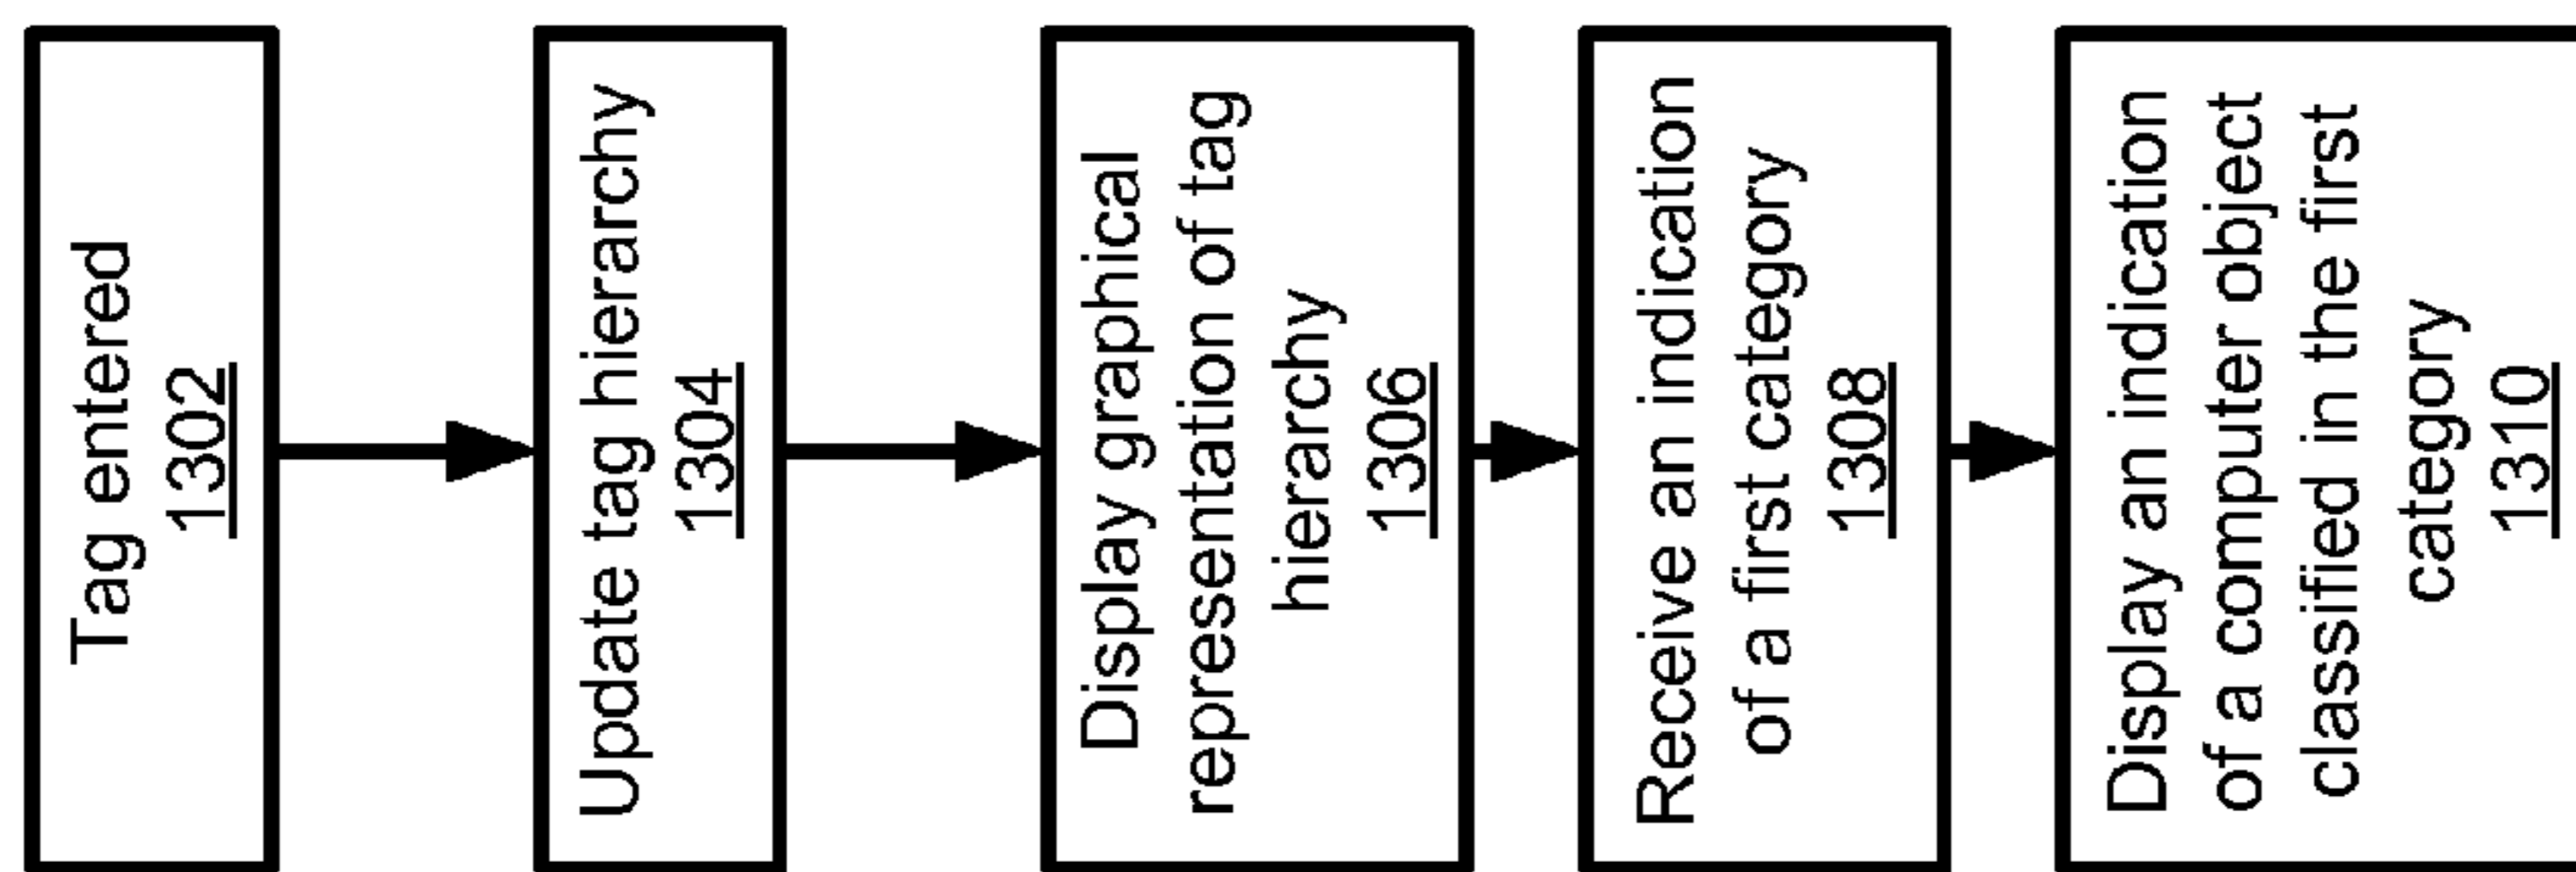 Tag entered
1302
Update tag hierarchy
1304
Display graphical
representation of tag
hierarchy
1306
Receive an indication
of a first category
1308
Display an indication
of a computer object
classified in the first
category
1310